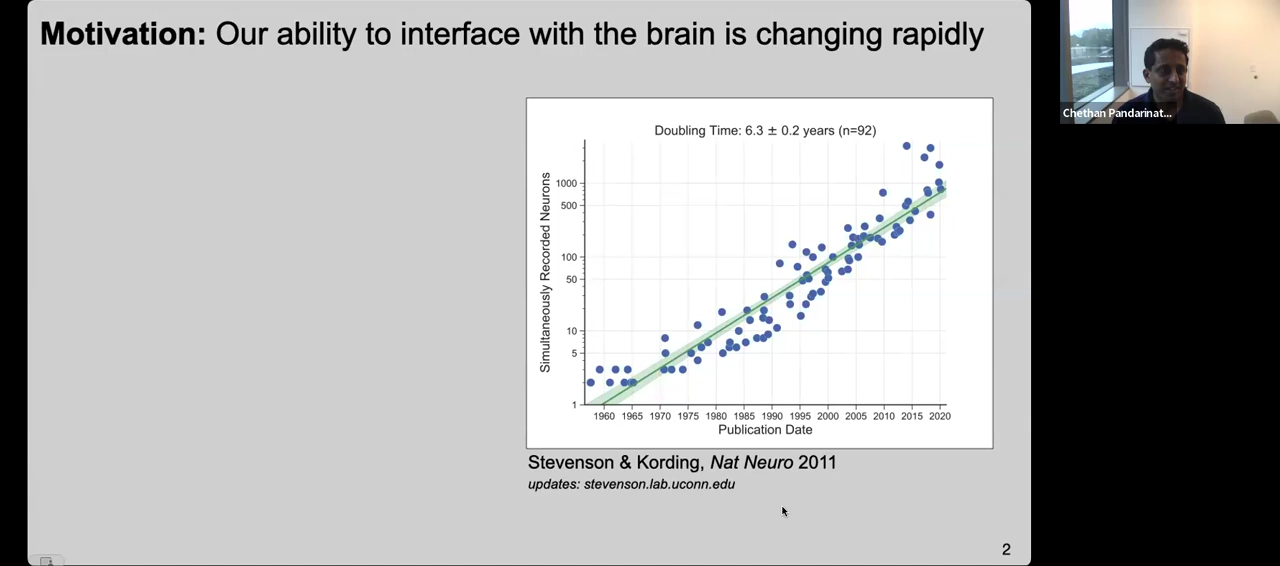 Motivation: Our ability to interface with the brain is changing rapidly
Chethan Pandarinat...
Doubling Time: 6.3 ± 0.2 years (n=92)
Simultaneously Recorded Neurons
1000
500
100
50
10
5
1
1960 1965 1970 1975 1980 1985 1990 1995 2000 2005 2010 2015 2020
Publication Date
Stevenson & Kording, Nat Neuro 2011
updates: stevenson.lab.uconn.edu
2